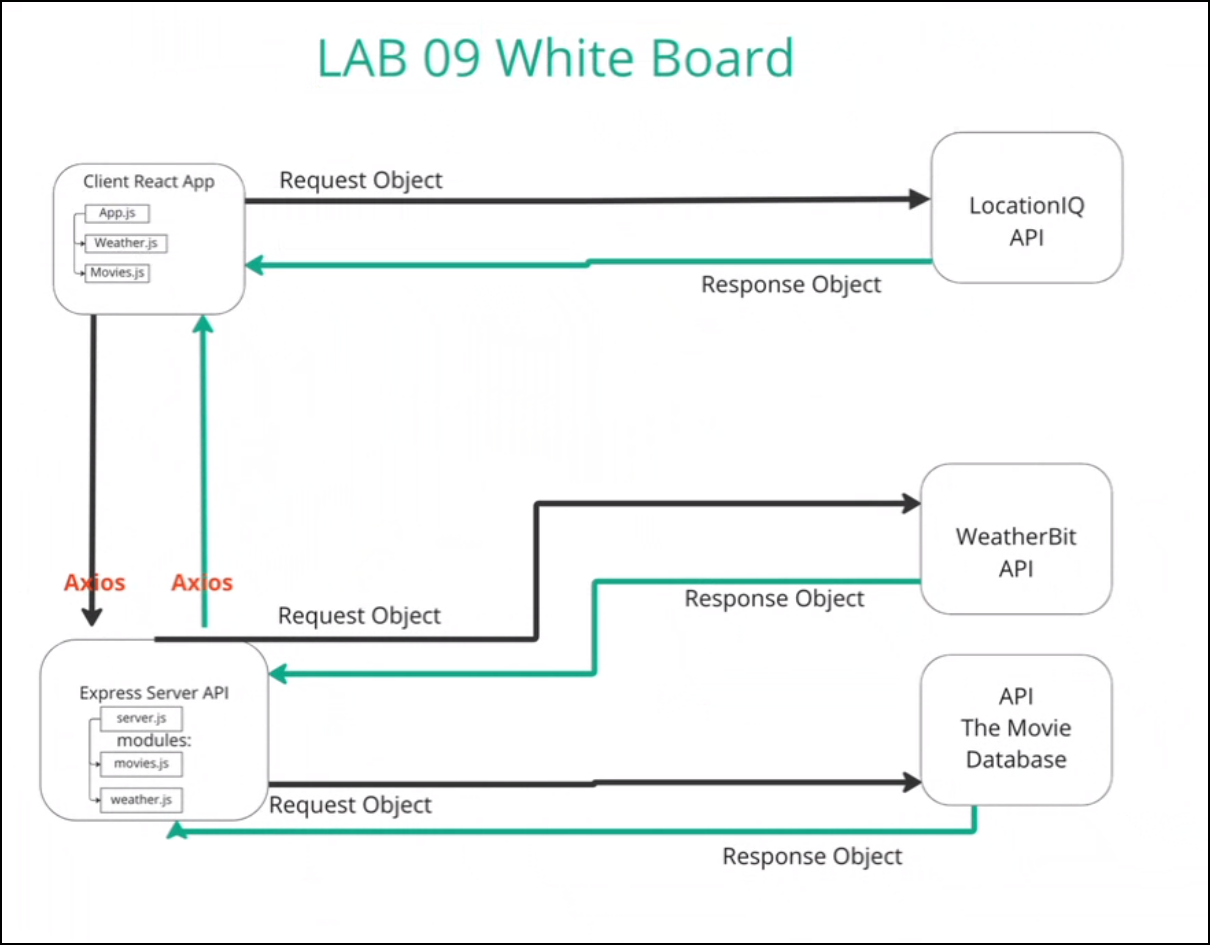 LAB 09 White Board
Client React App
App.js
Weather.js
Movies.js
Request Object
LocationIQ
API
Response Object
Axios
Axios
Request Object
WeatherBit
API
Response Object
Express Server API
server.js
modules:
movies.js
weather.js
API
The Movie
Database
Request Object
Response Object